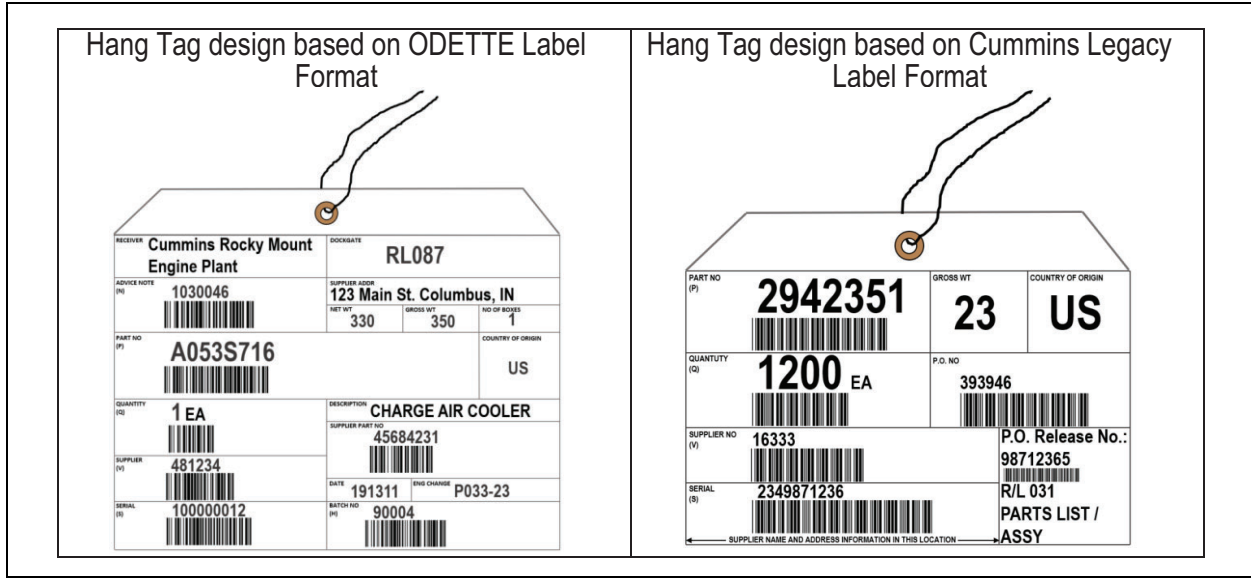 Hang Tag design based on ODETTE Label
Format
RECEIVER
Cummins Rocky Mount
Engine Plant
DOCKGATE
RL087
ADVICE NOTE
(N)
1030046
SUPPLIER ADDR
123 Main St. Columbus, IN
NET WT
330
GROSS WT
350
NO OF BOXES
1
PART NO
(P)
A053S716
COUNTRY OF ORIGIN
US
QUANTITY
(Q)
1 EA
DESCRIPTION
CHARGE AIR COOLER
SUPPLIER PART NO
45684231
SUPPLIER
(V)
481234
DATE
191311
ENG CHANGE
P033-23
SERIAL
(S)
100000012
BATCH NO
(H)
90004
Hang Tag design based on Cummins Legacy
Label Format
PART NO
(P)
2942351
GROSS WT
23
COUNTRY OF ORIGIN
US
QUANTUTY
(Q)
1200 EA
P.O. NO
393946
SUPPLIER NO
(V)
16333
P.O. Release No.:
98712365
SERIAL
(S)
2349871236
R/L 031
PARTS LIST /
ASSY
SUPPLIER NAME AND ADDRESS INFORMATION IN THIS LOCATION